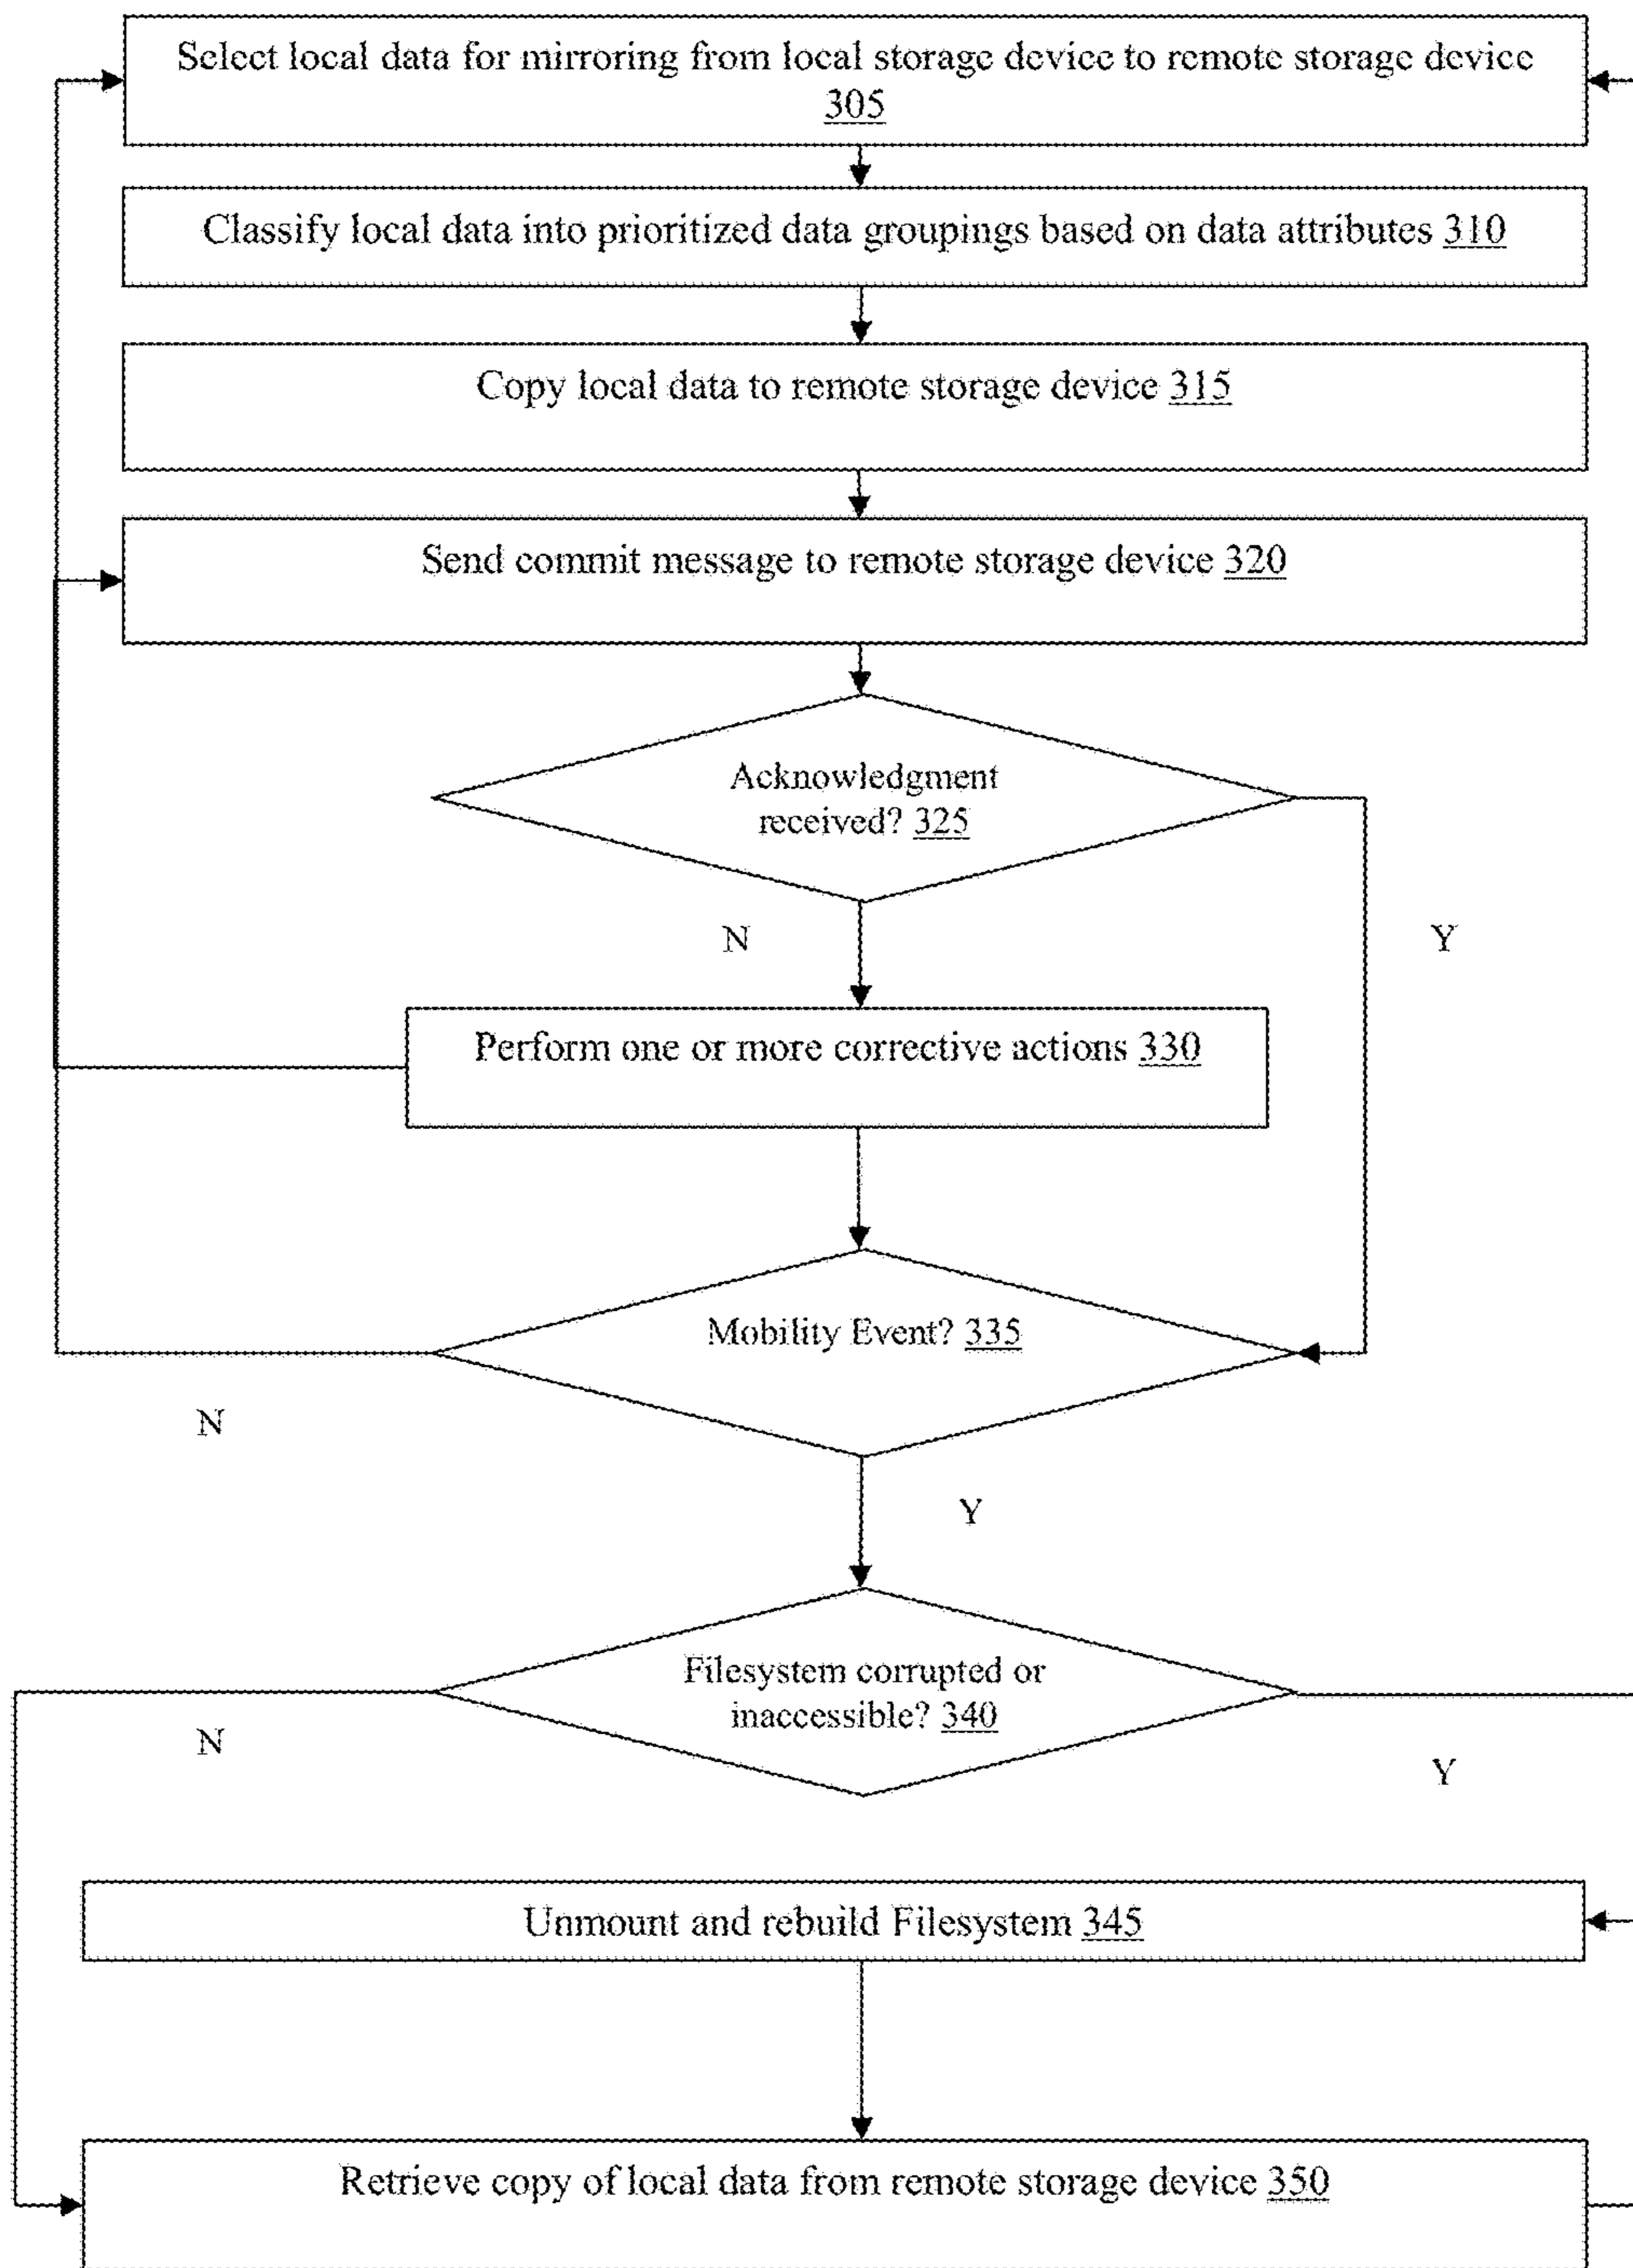 Select local data for mirroring from local storage device to remote storage device
305
Classify local data into prioritized data groupings based on data attributes 310
Copy local data to remote storage device 315
Send commit message to remote storage device 320
Acknowledgment
received? 325
N
Y
Perform one or more corrective actions 330
Mobility Event? 335
N
Y
Filesystem corrupted or
inaccessible? 340
N
Y
Unmount and rebuild Filesystem 345
Retrieve copy of local data from remote storage device 350